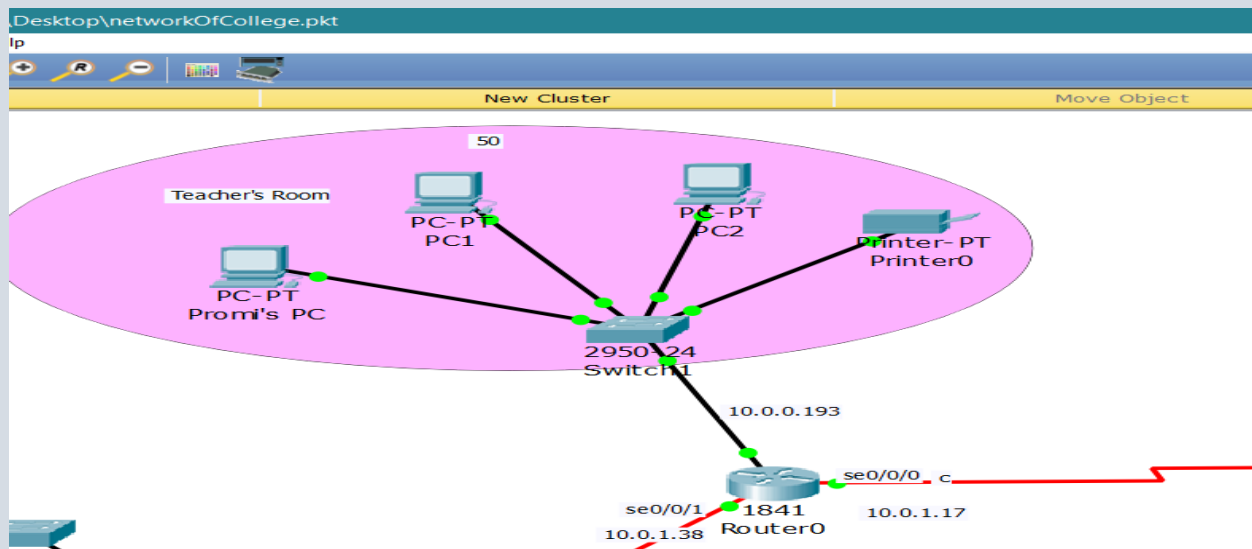 \Desktop\networkOfCollege.pkt
lp
R
New Cluster
Move Object
50
Teacher's Room
PC-PT
PC1
PC-PT
PC2
Printer-PT
Printer0
PC-PT
Promi's PC
2950-24
Switch1
10.0.0.193
se0/0/0
c
se0/0/1
1841
10.0.1.17
10.0.1.38
Router0